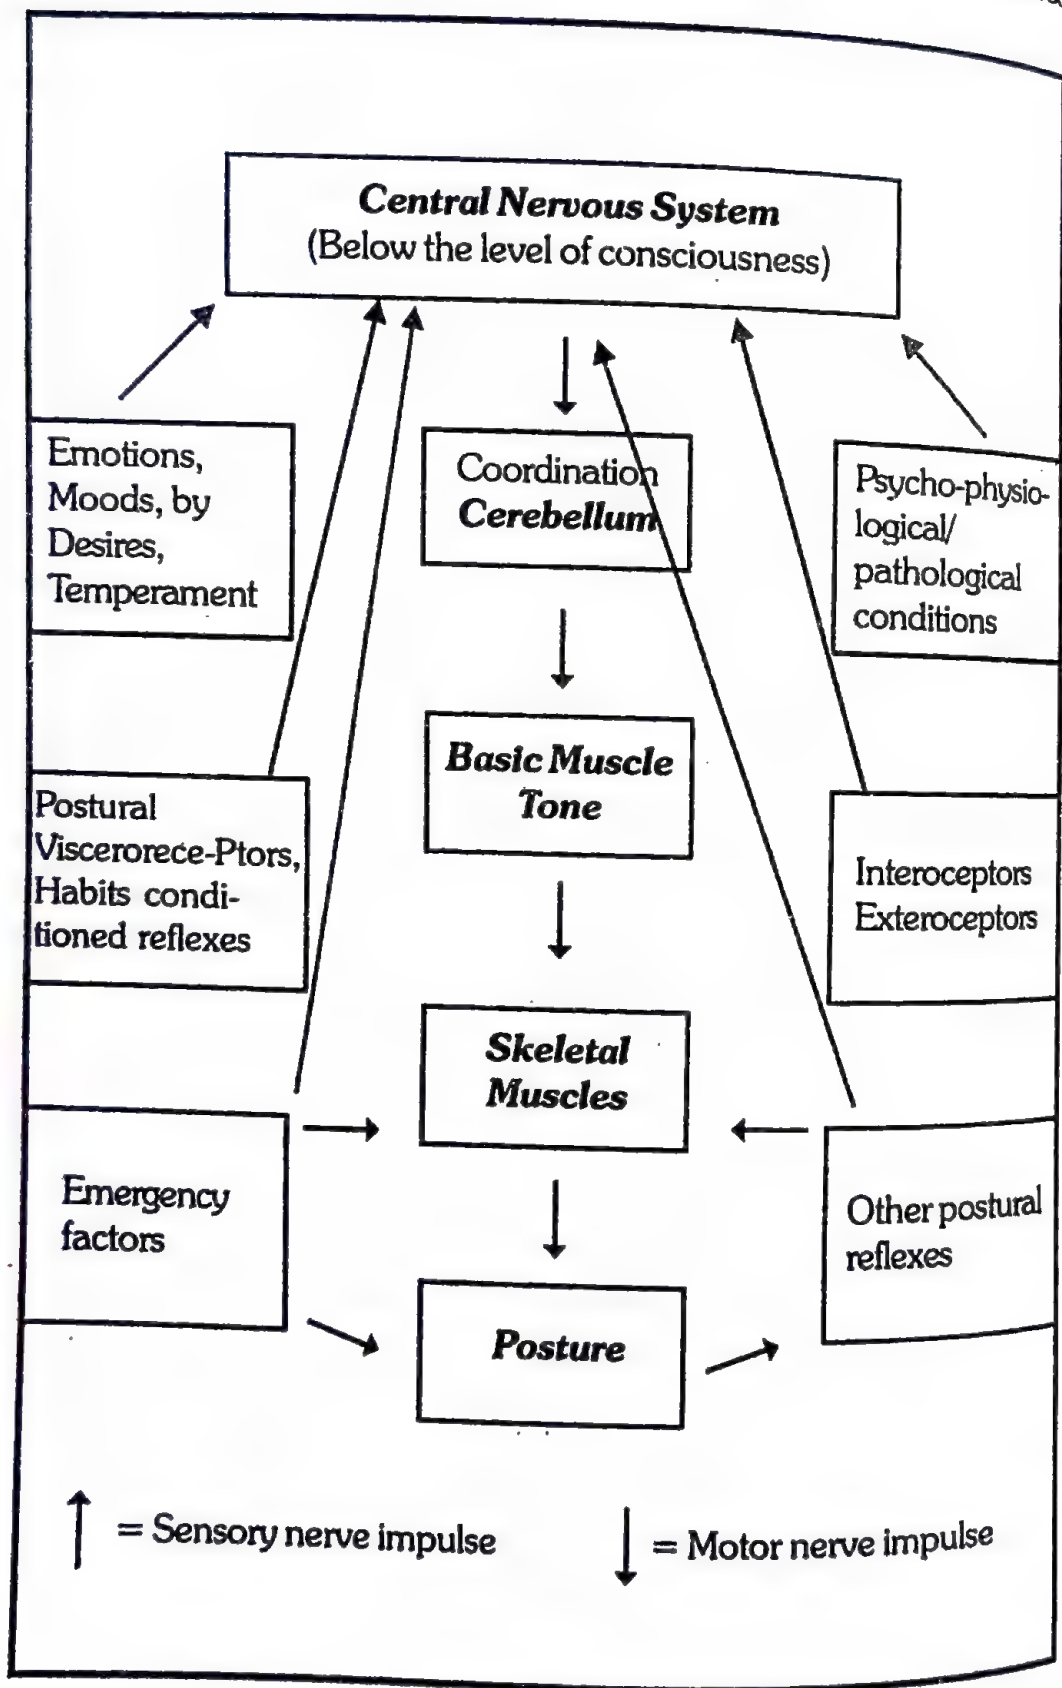 Central Nervous System
(Below the level of consciousness)
Emotions,
Moods, by
Desires,
Temperament
Coordination
Cerebellum
Psycho-physio-
logical/
pathological
conditions
Basic Muscle
Tone
Postural
Viscerorece-Ptors,
Habits condi-
tioned reflexes
Interoceptors
Exteroceptors
Skeletal
Muscles
Emergency
factors
Other postural
reflexes
Posture
= Sensory nerve impulse
= Motor nerve impulse